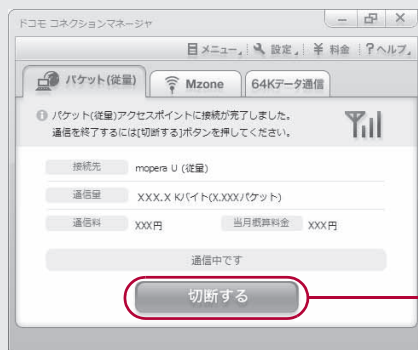 ドコモ コネクションマネージャ
メニュー 設定 ¥ 料金 ?ヘルプ
パケット(従量) Mzone 64Kデータ通信
パケット(従量)アクセスポイントに接続が完了しました。
通信を終了するには[切断する]ボタンを押してください。
接続先 mopera U (従量)
通信量 XXX.X Kバイト(X,XXXパケット)
通信料 XXX円 当月概算料金 XXX円
通信中です
切断する